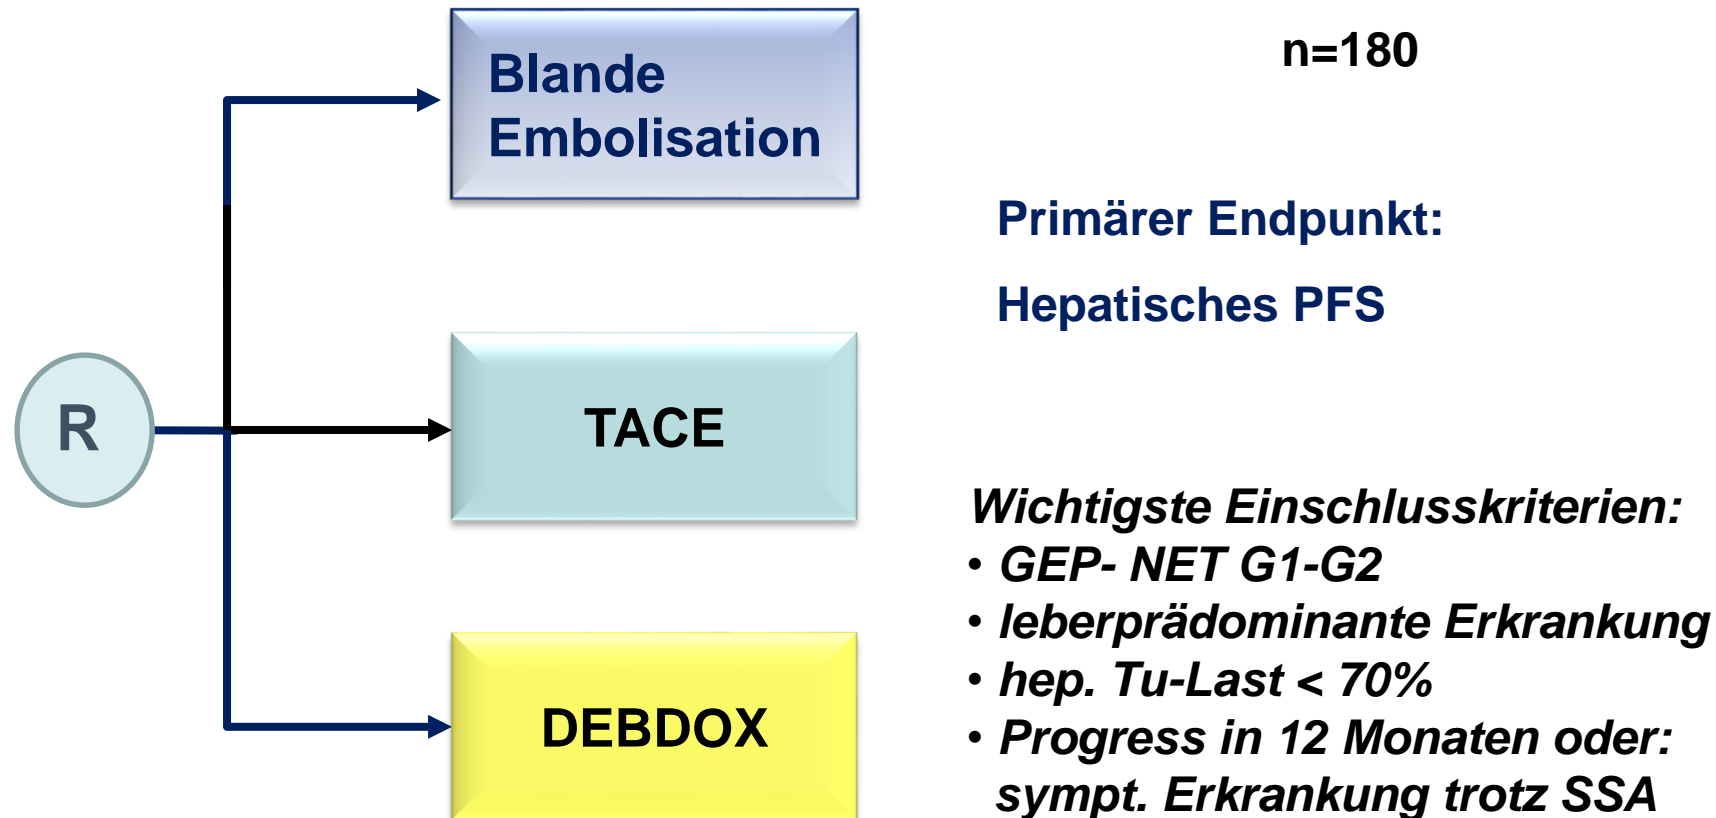 Blande
Embolisation
n=180
Primärer Endpunkt:
Hepatisches PFS
R
TACE
DEBDOX
Wichtigste Einschlusskriterien:
• GEP- NET G1-G2
• leberprädominante Erkrankung
• hep. Tu-Last < 70%
• Progress in 12 Monaten oder:
sympt. Erkrankung trotz SSA